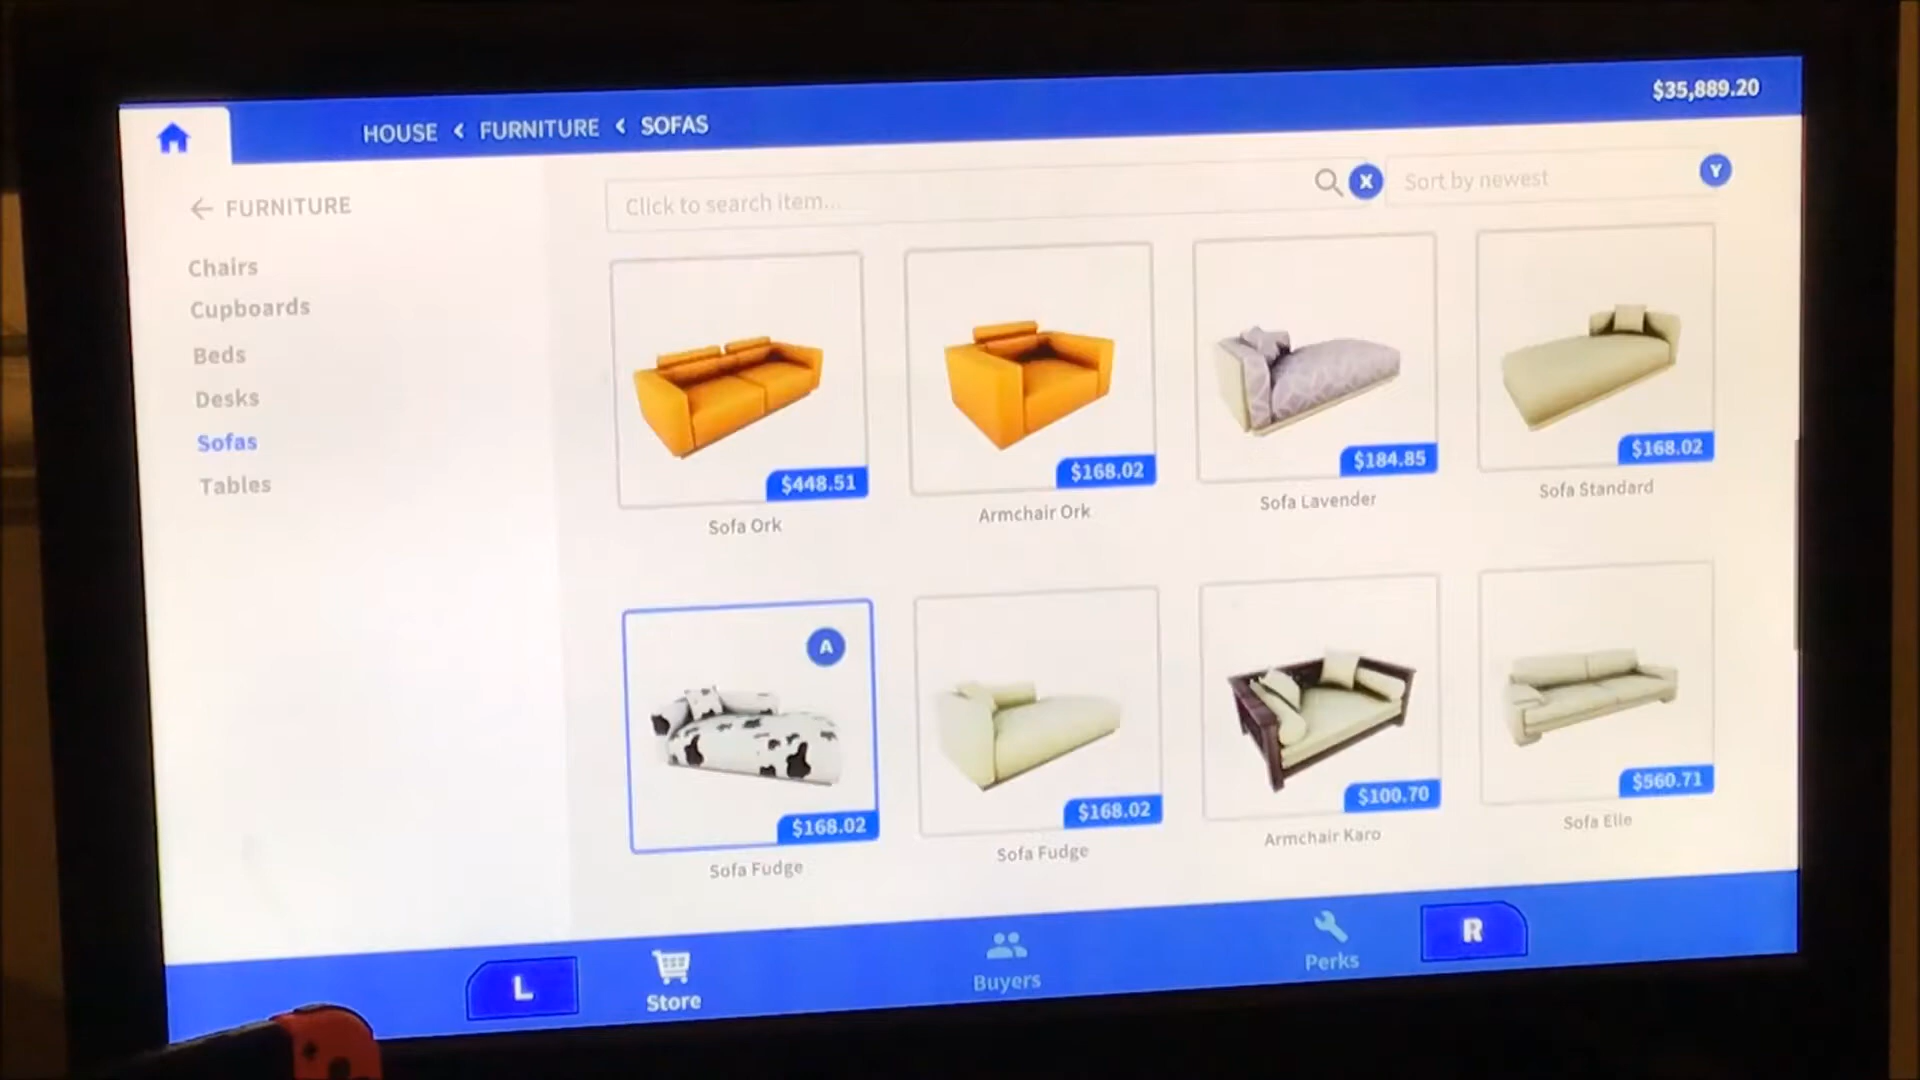 $35,889.20
HOUSE < FURNITURE < SOFAS
← FURNITURE
Chairs
Cupboards
Beds
Desks
Sofas
Tables
Click to search item...
X
Sort by newest
Y
$448.51
Sofa Ork
$168.02
Armchair Ork
$184.85
Sofa Lavender
$168.02
Sofa Standard
A
$168.02
Sofa Fudge
$168.02
Sofa Fudge
$100.70
Armchair Karo
$560.71
Sofa Elle
L
Store
Buyers
Perks
R